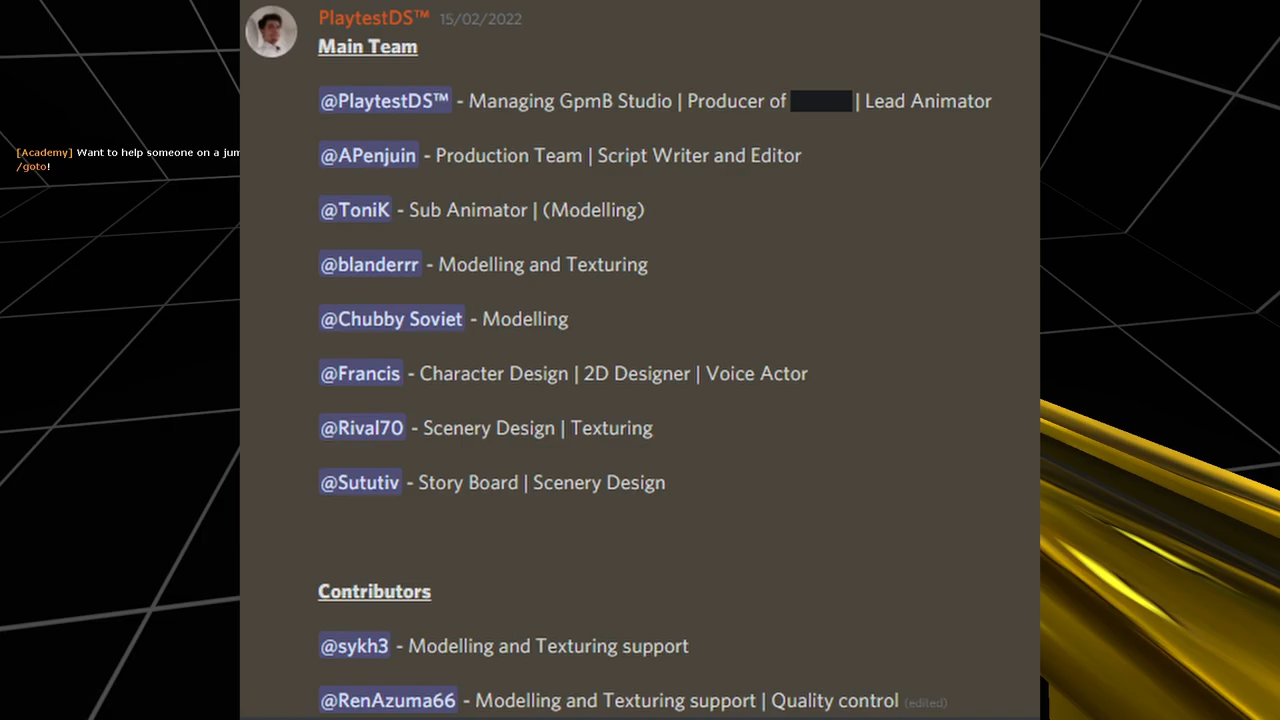 PlaytestDS™ 15/02/2022
Main Team
@PlaytestDS™ - Managing GpmB Studio | Producer of | Lead Animator
[Academy] Want to help someone on a jum
/goto!
@APenjuin - Production Team | Script Writer and Editor
@ToniK - Sub Animator | (Modelling)
@blanderrr - Modelling and Texturing
@Chubby Soviet - Modelling
@Francis - Character Design | 2D Designer | Voice Actor
@Rival70 - Scenery Design | Texturing
@Sututiv - Story Board | Scenery Design
Contributors
@sykh3 - Modelling and Texturing support
@RenAzuma66 - Modelling and Texturing support | Quality control (edited)